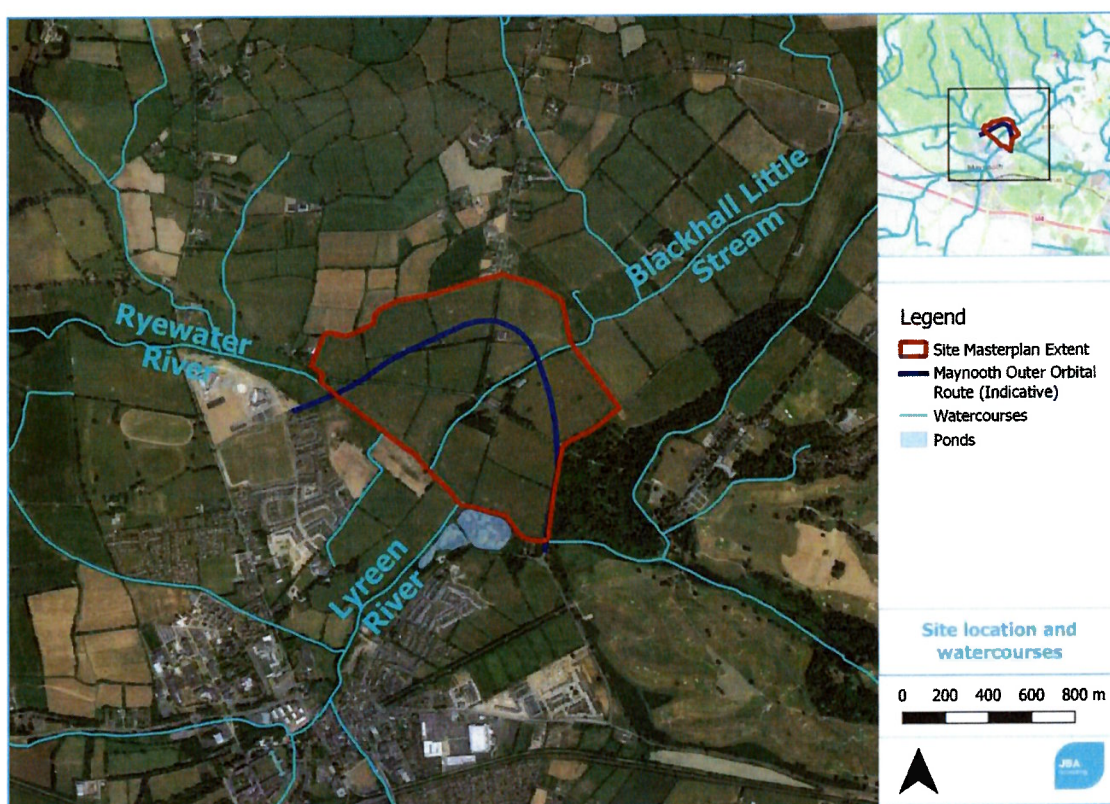 Blackhall Little
Stream
Ryewater
River
Lyreen
River
Legend
Site Masterplan Extent
Maynooth Outer Orbital
Route (Indicative)
Watercourses
Ponds
Site location and
watercourses
0 200 400 600 800 m
JBA